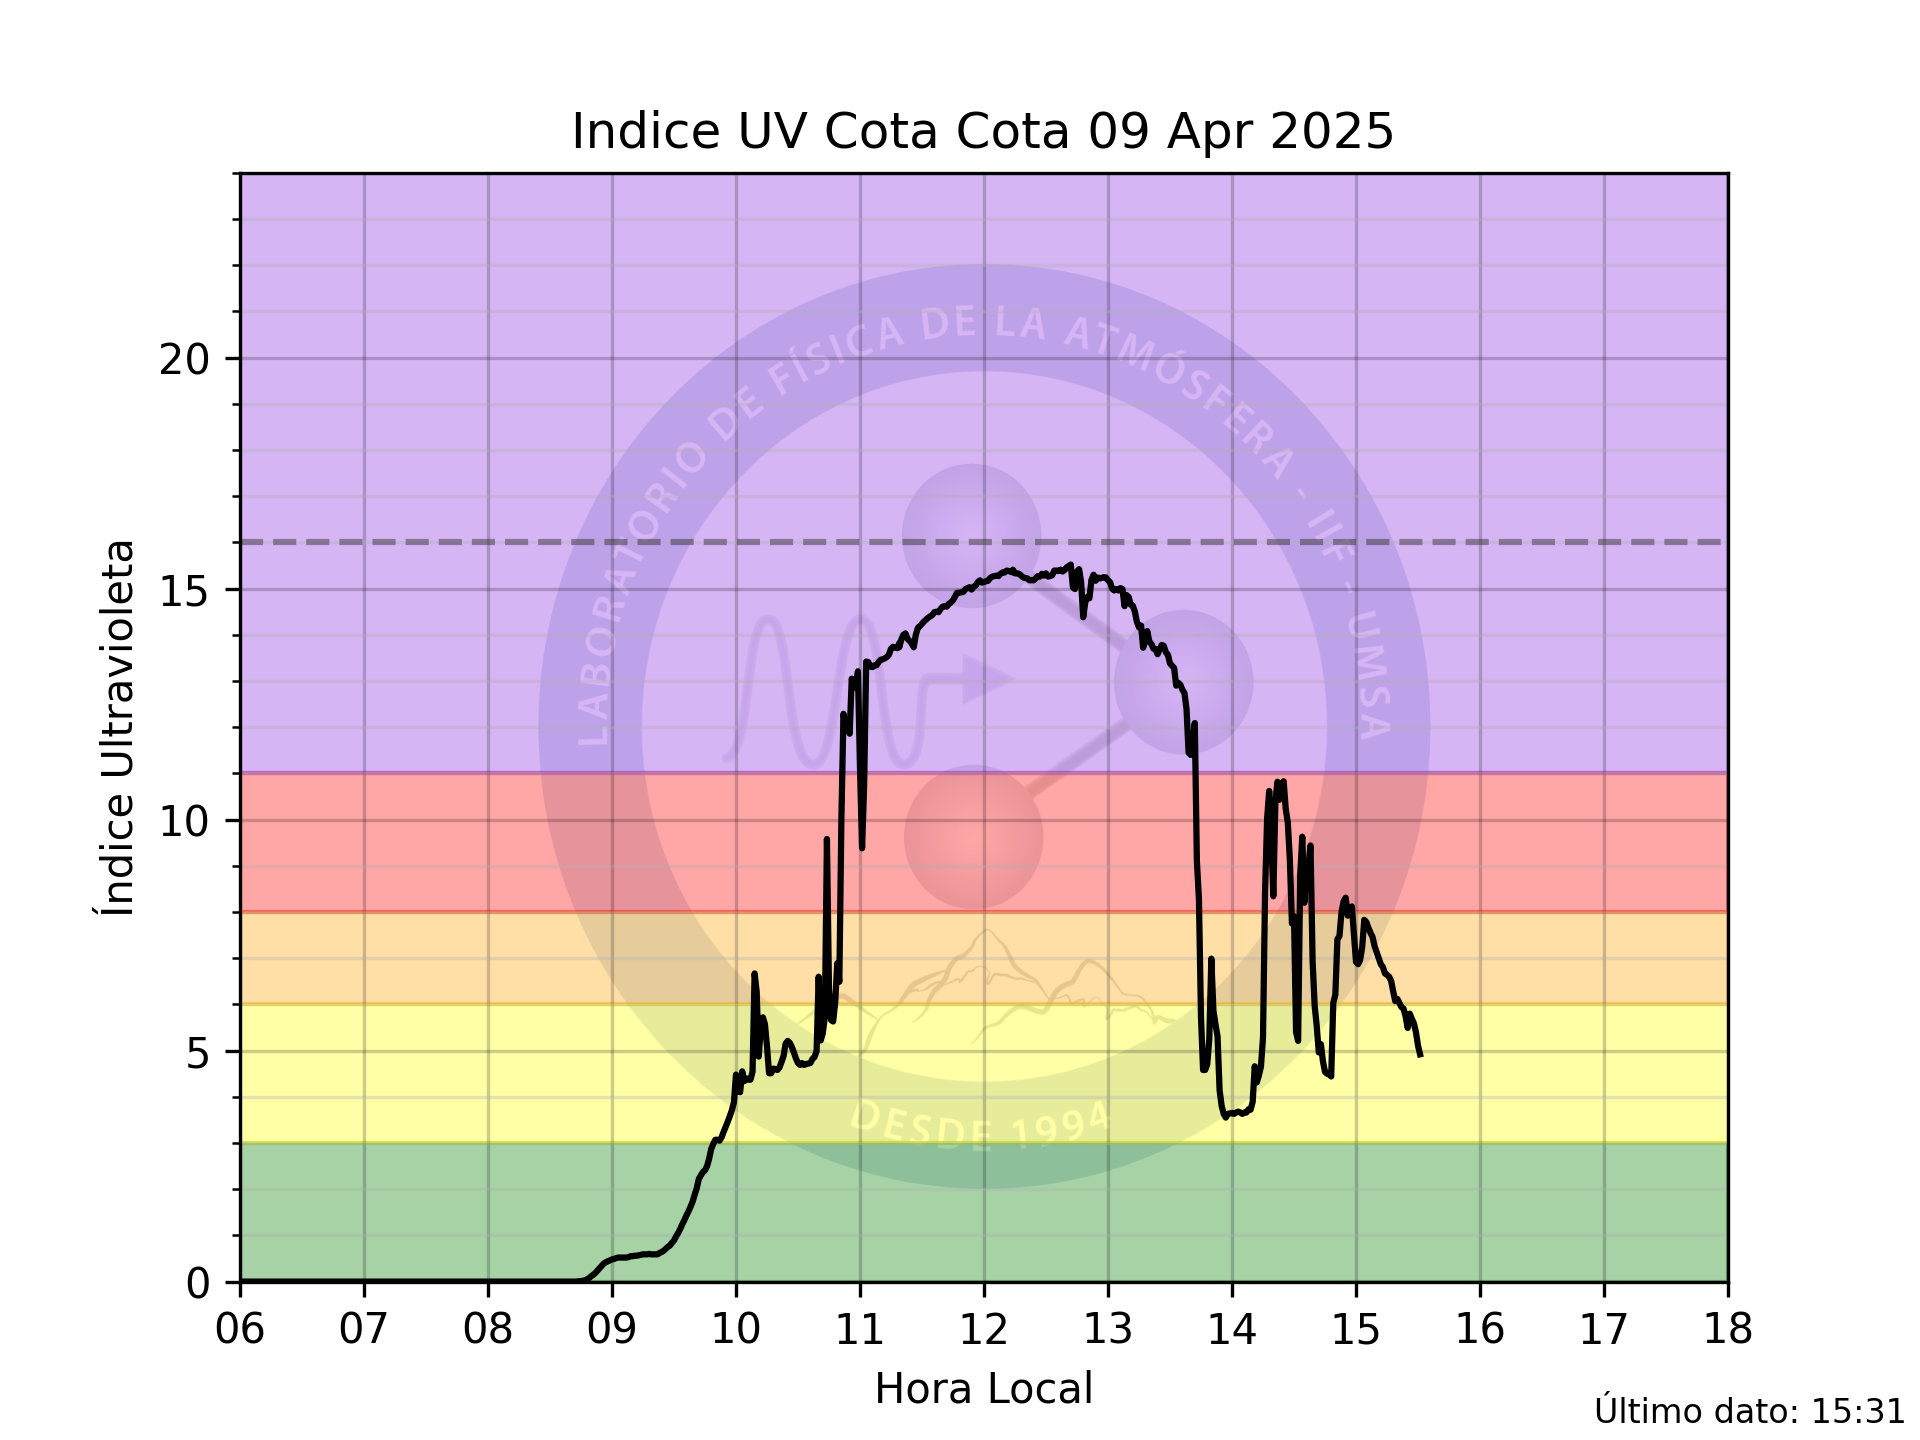 Indice UV Cota Cota 09 Apr 2025
LABORATORIO DE FÍSICA DE LA ATMÓSFERA - IIF - UMSA
DESDE 1994
Índice Ultravioleta
20
15
10
5
0
06 07 08 09 10 11 12 13 14 15 16 17 18
Hora Local
Último dato: 15:31